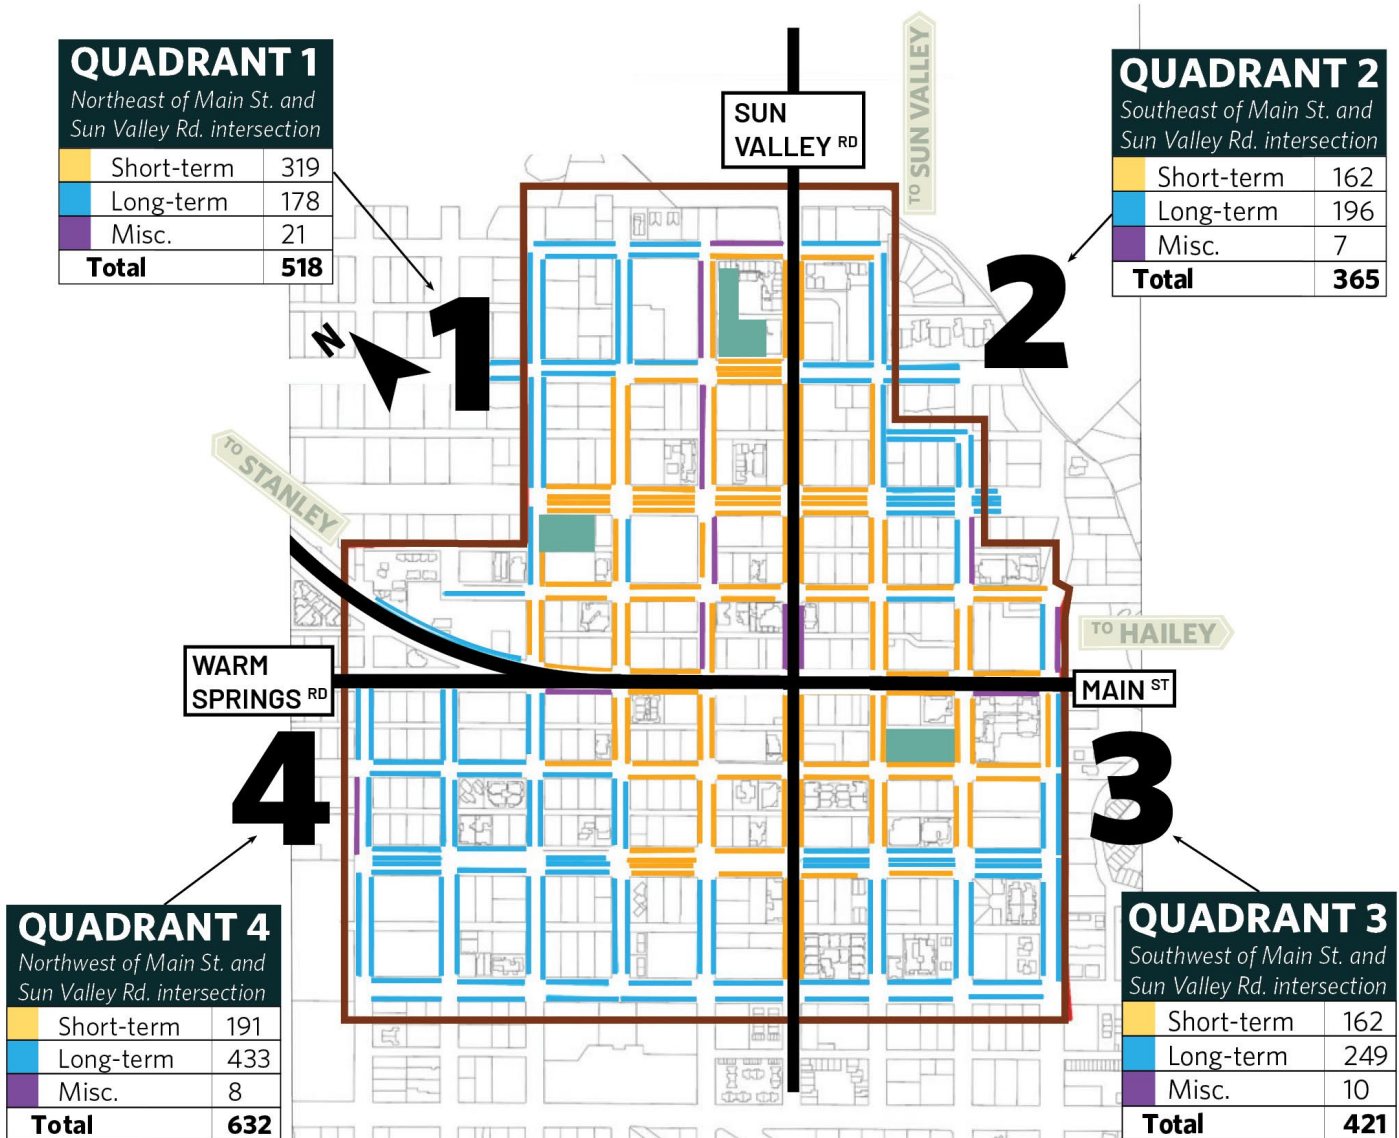 QUADRANT 1
Northeast of Main St. and
Sun Valley Rd. intersection
Short-term 319
Long-term 178
Misc. 21
Total 518
SUN
VALLEY RD
TO SUN VALLEY
QUADRANT 2
Southeast of Main St. and
Sun Valley Rd. intersection
Short-term 162
Long-term 196
Misc. 7
Total 365
1
2
N
TO STANLEY
TO HAILEY
WARM
SPRINGS RD
MAIN ST
4
3
QUADRANT 4
Northwest of Main St. and
Sun Valley Rd. intersection
Short-term 191
Long-term 433
Misc. 8
Total 632
QUADRANT 3
Southwest of Main St. and
Sun Valley Rd. intersection
Short-term 162
Long-term 249
Misc. 10
Total 421